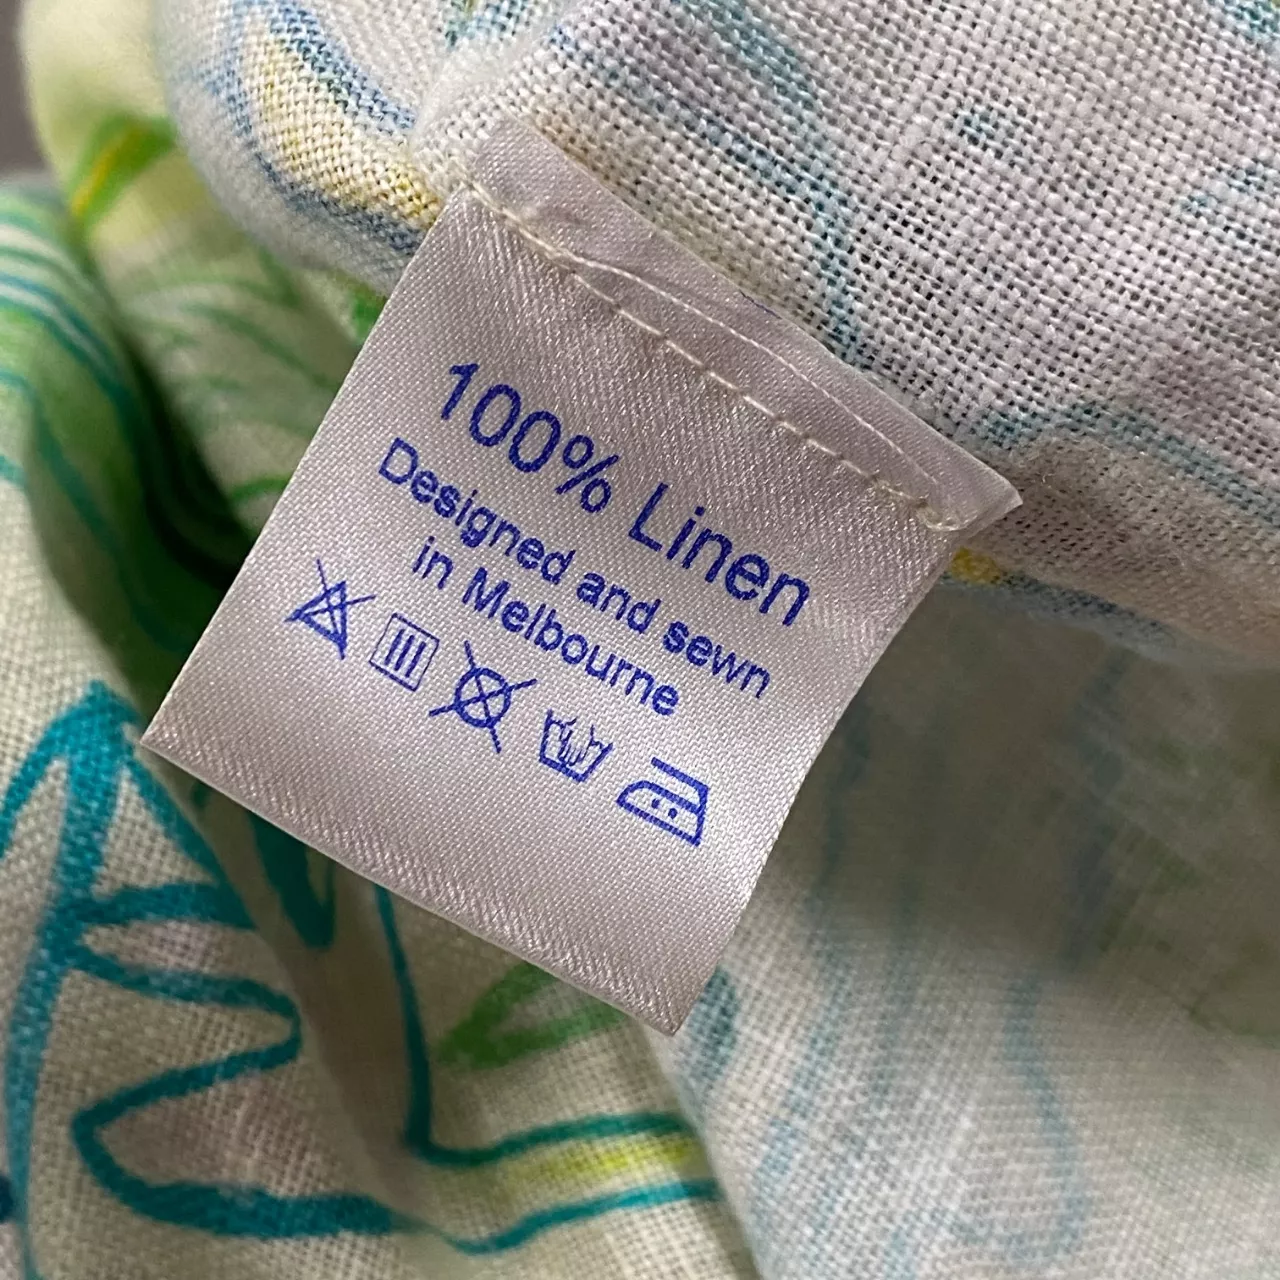 100% Linen
Designed and sewn
in Melbourne